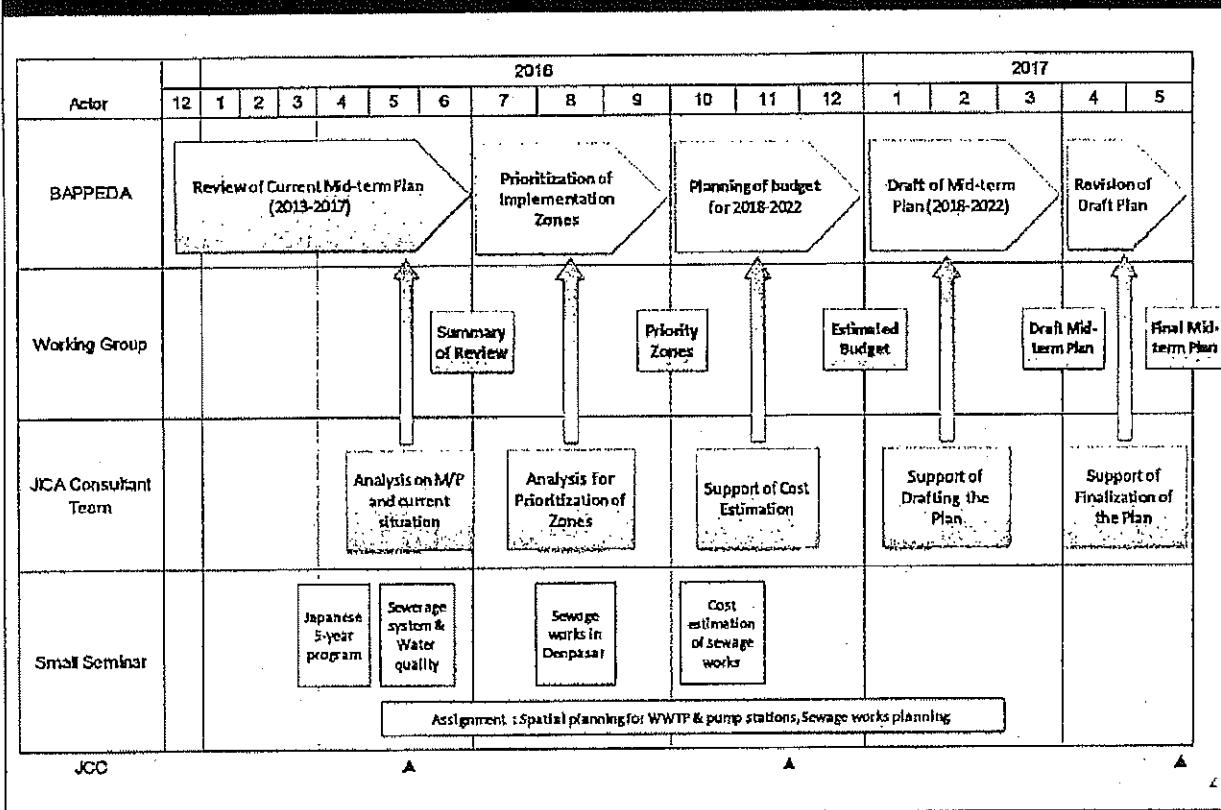 2016
2017
Actor
12
1
2
3
4
5
6
7
8
9
10
11
12
1
2
3
4
5
BAPPEDA
Review of Current Mid-term Plan
(2013-2017)
Prioritization of
Implementation
Zones
Planning of budget
for 2018-2022
Draft of Mid-term
Plan (2018-2022)
Revision of
Draft Plan
Working Group
Summary
of Review
Priority
Zones
Estimated
Budget
Draft Mid-
term Plan
Final Mid-
term Plan
JICA Consultant
Team
Analysis on M/P
and current
situation
Analysis for
Prioritization of
Zones
Support of Cost
Estimation
Support of
Drafting the
Plan
Support of
Finalization of
the Plan
Small Seminar
Japanese
5-year
program
Sewerage
system &
Water
quality
Sewage
works in
Denpasar
Cost
estimation
of sewage
works
Assignment : Spatial planning for WWTP & pump stations, Sewage works planning
JCC